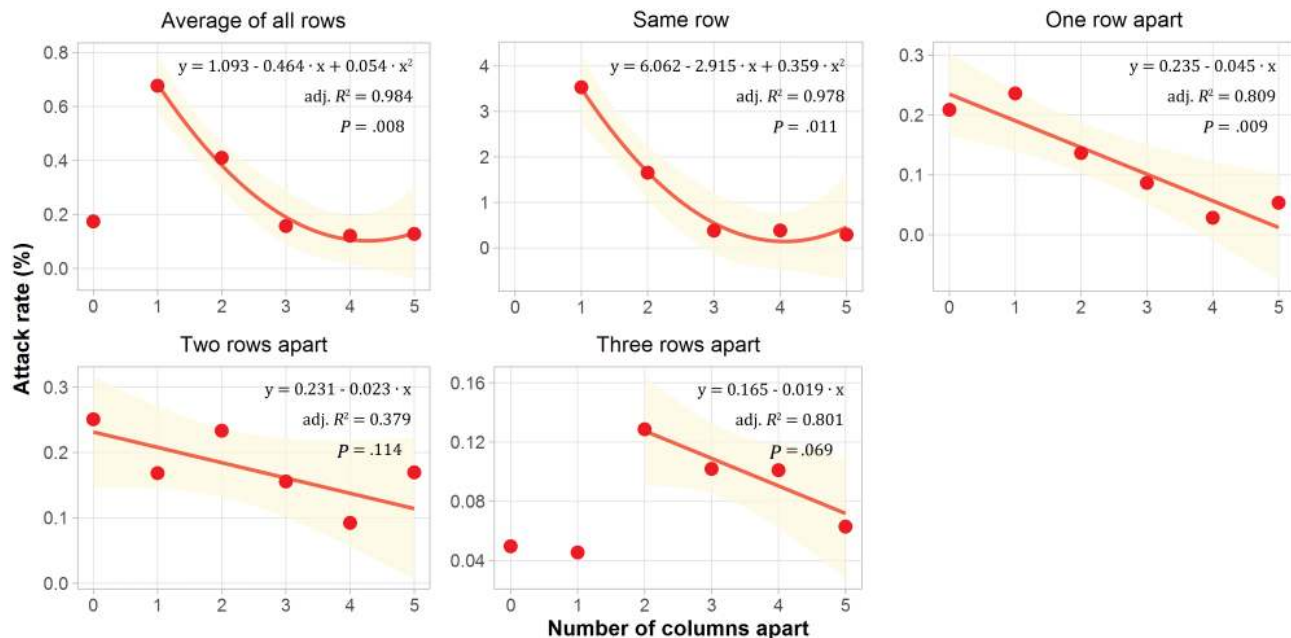 Average of all rows
Same row
One row apart
0.8
0.6
0.4
0.2
0.0
y = 1.093 - 0.464 · x + 0.054 · x²
adj. R² = 0.984
P = .008
0 1 2 3 4 5
4
3
2
1
0
y = 6.062 - 2.915 · x + 0.359 · x²
adj. R² = 0.978
P = .011
0 1 2 3 4 5
0.3
0.2
0.1
0.0
y = 0.235 - 0.045 · x
adj. R² = 0.809
P = .009
0 1 2 3 4 5
Attack rate (%)
Two rows apart
Three rows apart
0.3
0.2
0.1
0.0
y = 0.231 - 0.023 · x
adj. R² = 0.379
P = .114
0 1 2 3 4 5
0.16
0.12
0.08
0.04
y = 0.165 - 0.019 · x
adj. R² = 0.801
P = .069
0 1 2 3 4 5
Number of columns apart